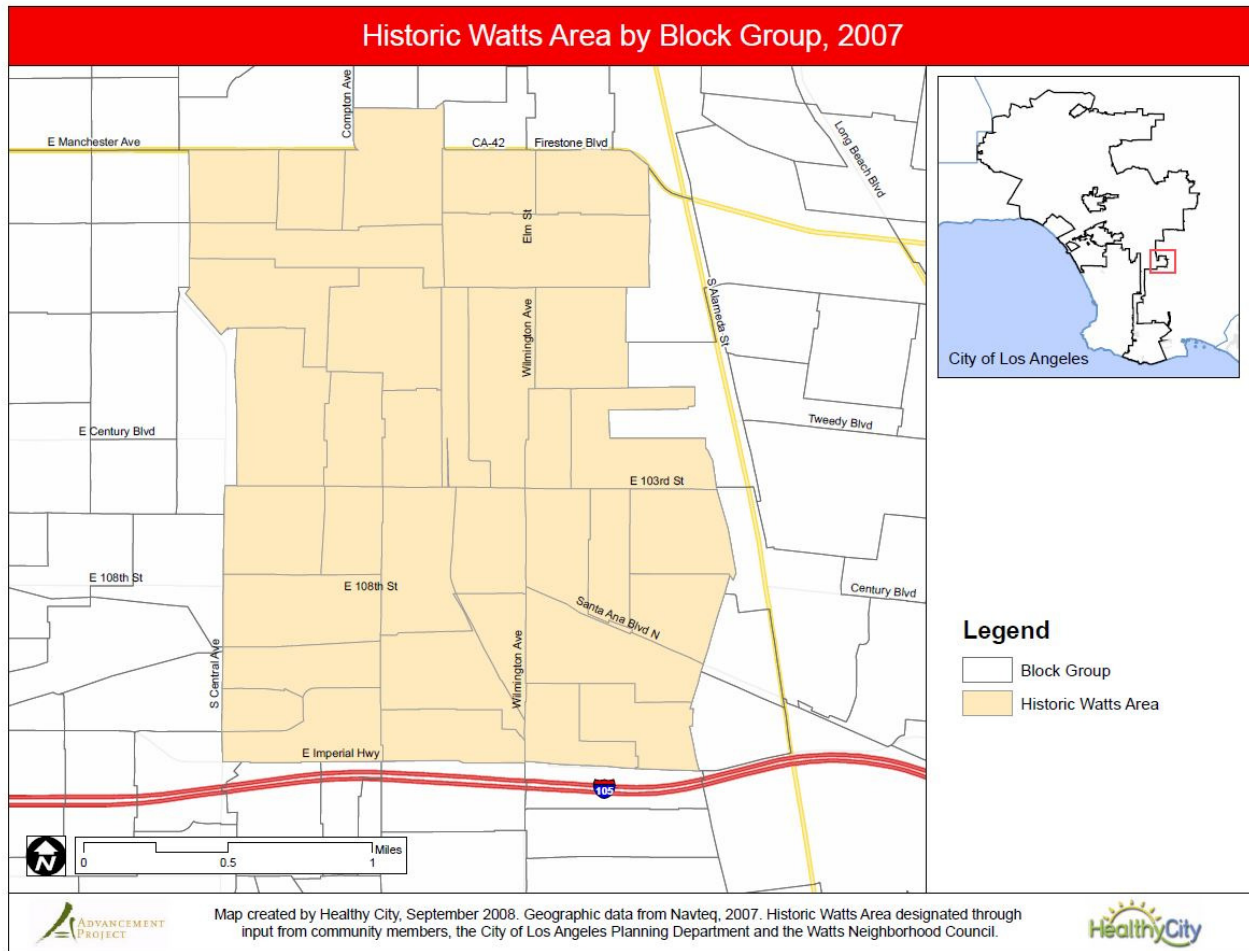 Historic Watts Area by Block Group, 2007
Compton Ave
E Manchester Ave
CA-42
Firestone Blvd
Long Beach Blvd
Elm St
S Alameda St
Wilmington Ave
E Century Blvd
Tweedy Blvd
E 103rd St
E 108th St
E 108th St
Century Blvd
Santa Ana Blvd N
S Central Ave
Wilmington Ave
E Imperial Hwy
105
N
0
0.5
1
Miles
City of Los Angeles
Legend
Block Group
Historic Watts Area
ADVANCEMENT
PROJECT
Map created by Healthy City, September 2008. Geographic data from Navteq, 2007. Historic Watts Area designated through
input from community members, the City of Los Angeles Planning Department and the Watts Neighborhood Council.
HealthyCity